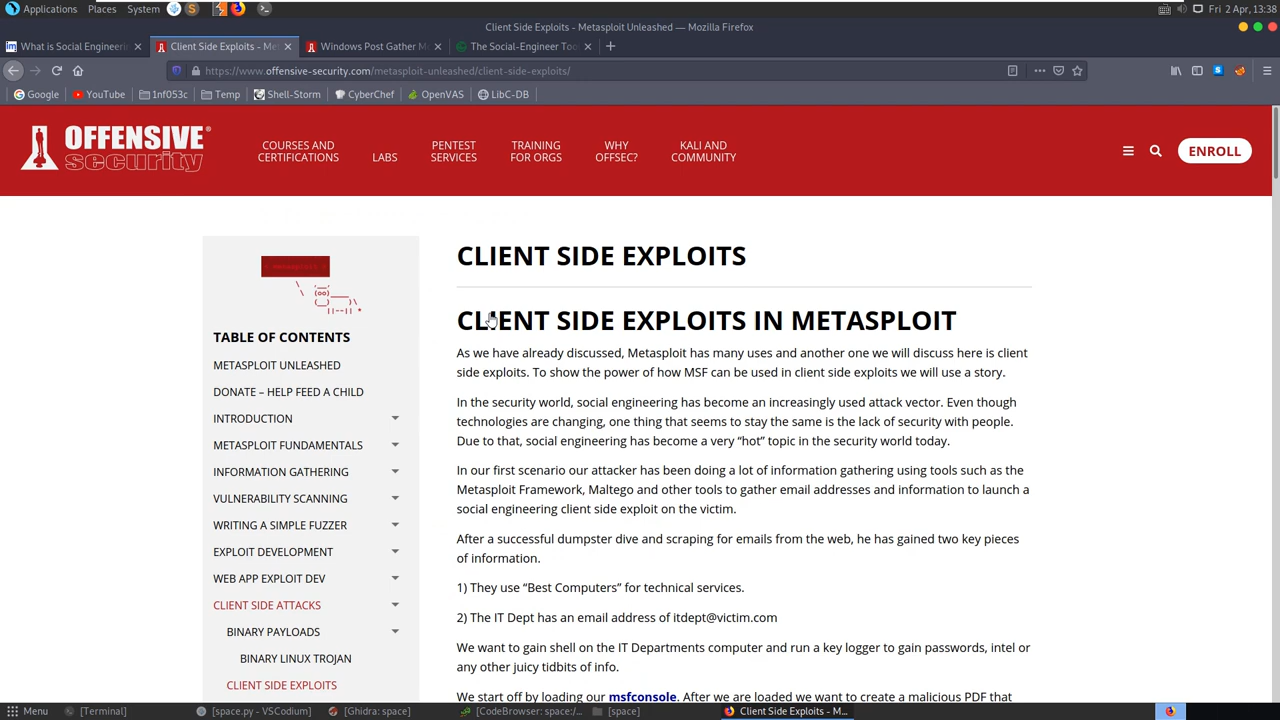 Applications Places System Fri 2 Apr, 13:38
Client Side Exploits - Metasploit Unleashed — Mozilla Firefox
What is Social Engineerin Client Side Exploits - Me Windows Post Gather M The Social-Engineer Too
https://www.offensive-security.com/metasploit-unleashed/client-side-exploits/
Google YouTube 1nf053c Temp Shell-Storm CyberChef OpenVAS LibC-DB
OFFENSIVE®
security
COURSES AND CERTIFICATIONS
LABS
PENTEST SERVICES
TRAINING FOR ORGS
WHY OFFSEC?
KALI AND COMMUNITY
ENROLL
TABLE OF CONTENTS
METASPLOIT UNLEASHED
DONATE – HELP FEED A CHILD
INTRODUCTION
METASPLOIT FUNDAMENTALS
INFORMATION GATHERING
VULNERABILITY SCANNING
WRITING A SIMPLE FUZZER
EXPLOIT DEVELOPMENT
WEB APP EXPLOIT DEV
CLIENT SIDE ATTACKS
BINARY PAYLOADS
BINARY LINUX TROJAN
CLIENT SIDE EXPLOITS
CLIENT SIDE EXPLOITS
CLIENT SIDE EXPLOITS IN METASPLOIT
As we have already discussed, Metasploit has many uses and another one we will discuss here is client
side exploits. To show the power of how MSF can be used in client side exploits we will use a story.
In the security world, social engineering has become an increasingly used attack vector. Even though
technologies are changing, one thing that seems to stay the same is the lack of security with people.
Due to that, social engineering has become a very “hot” topic in the security world today.
In our first scenario our attacker has been doing a lot of information gathering using tools such as the
Metasploit Framework, Maltego and other tools to gather email addresses and information to launch a
social engineering client side exploit on the victim.
After a successful dumpster dive and scraping for emails from the web, he has gained two key pieces
of information.
1) They use “Best Computers” for technical services.
2) The IT Dept has an email address of itdept@victim.com
We want to gain shell on the IT Departments computer and run a key logger to gain passwords, intel or
any other juicy tidbits of info.
We start off by loading our msfconsole. After we are loaded we want to create a malicious PDF that
Menu [Terminal] [space.py - VSCodium] [Ghidra: space] [CodeBrowser: space:/... [space] Client Side Exploits - M...